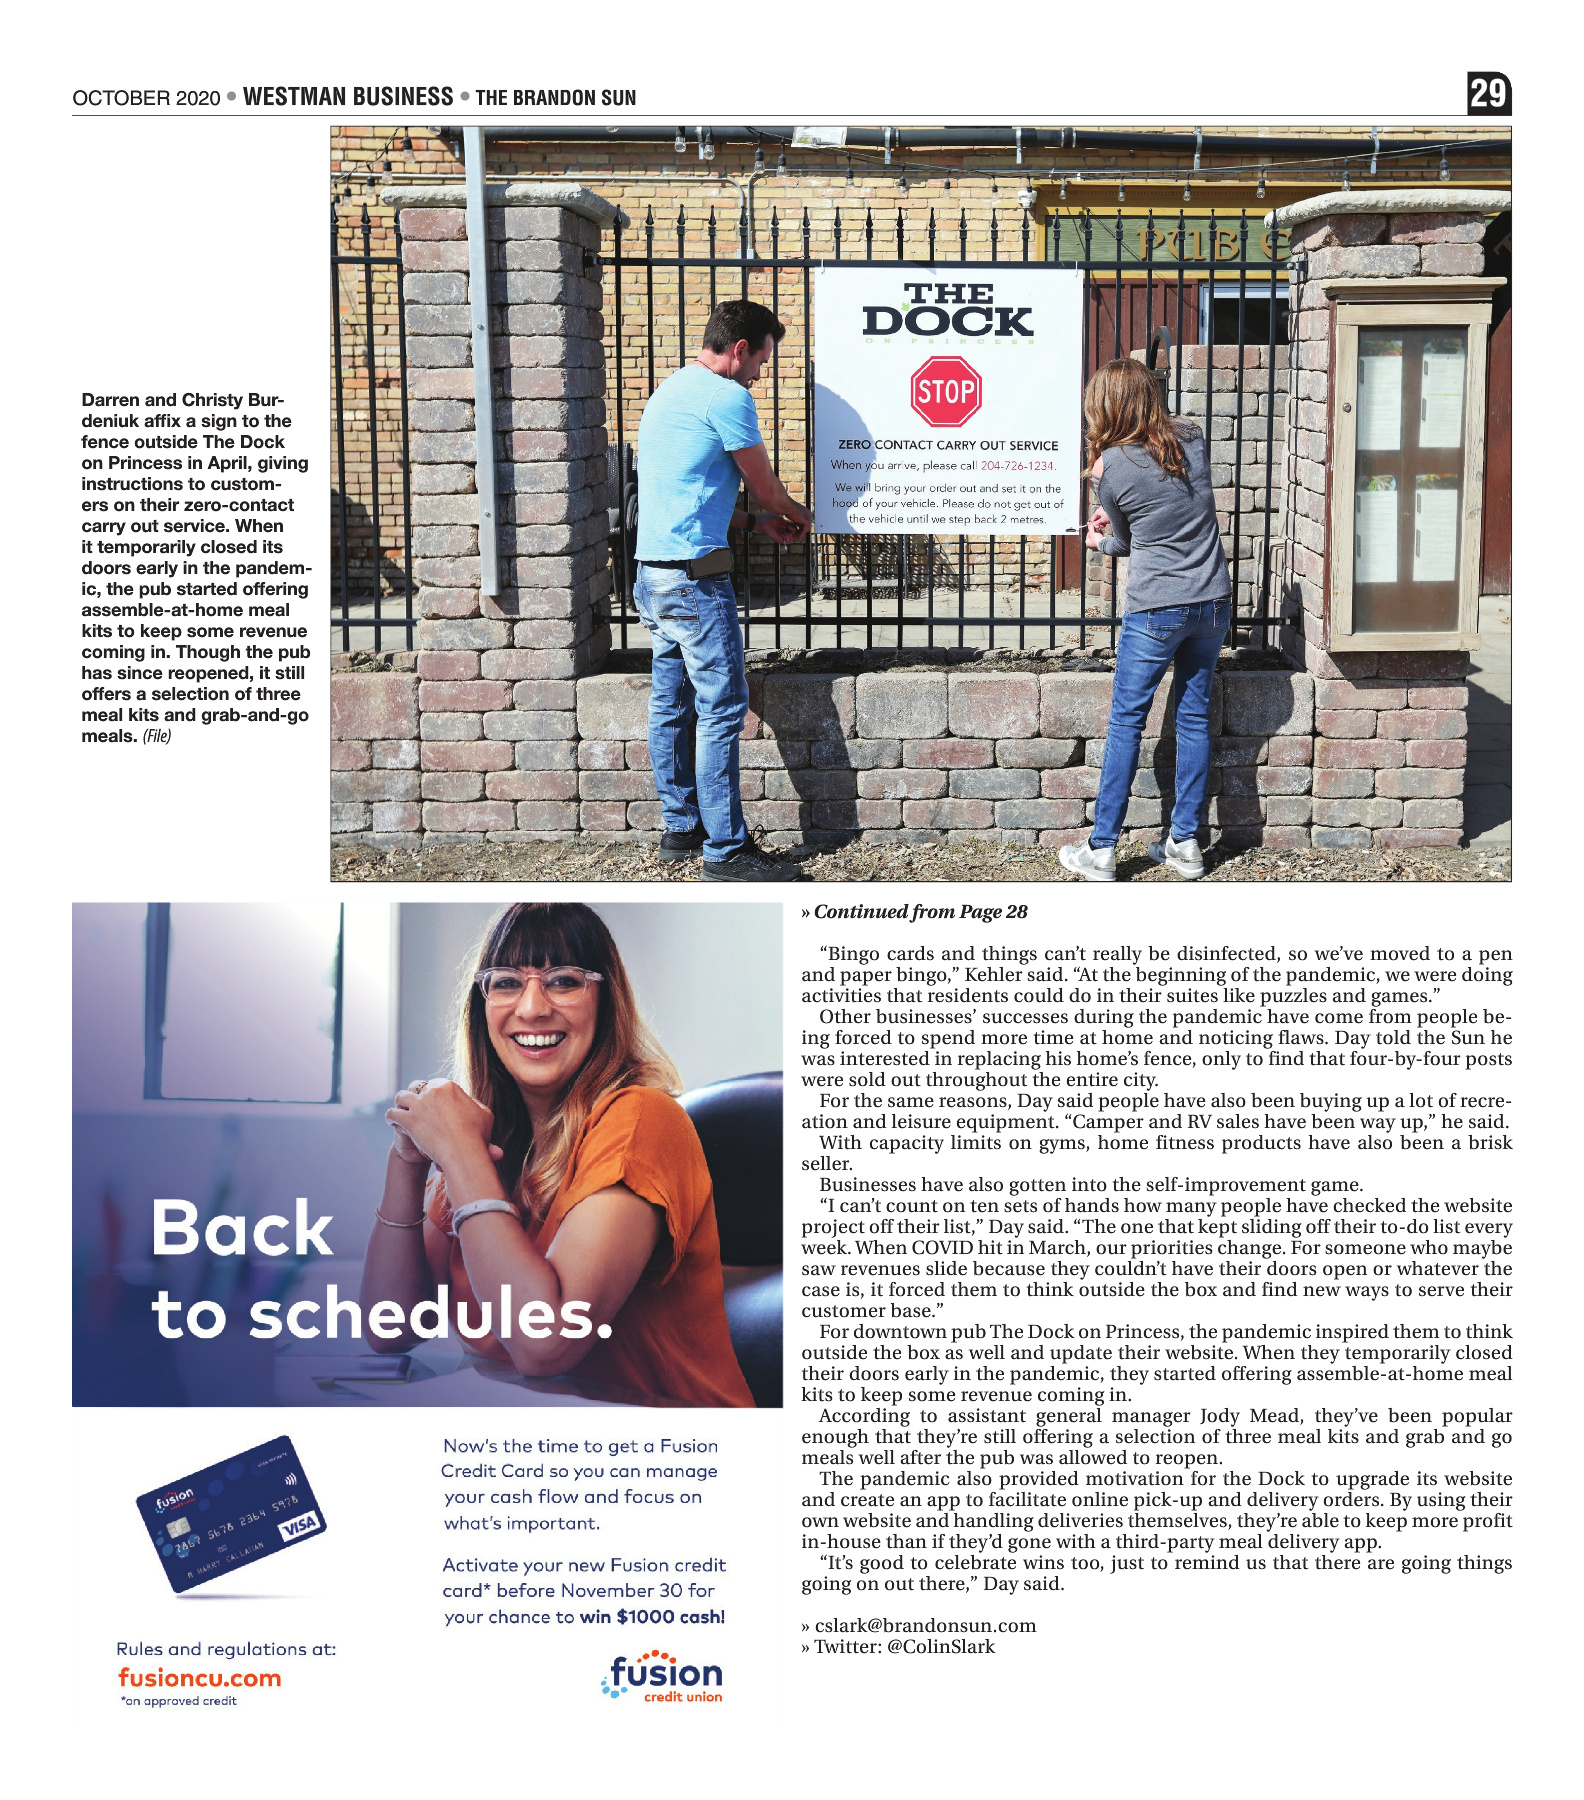 OCTOBER 2020 • WESTMAN BUSINESS • THE BRANDON SUN
29
PUB
THE
DOCK
ON PRINCESS
STOP
ZERO CONTACT CARRY OUT SERVICE
When you arrive, please call 204-726-1234.
We will bring your order out and set it on the
hood of your vehicle. Please do not get out of
the vehicle until we step back 2 metres.
Darren and Christy Bur-
deniuk affix a sign to the
fence outside The Dock
on Princess in April, giving
instructions to custom-
ers on their zero-contact
carry out service. When
it temporarily closed its
doors early in the pandem-
ic, the pub started offering
assemble-at-home meal
kits to keep some revenue
coming in. Though the pub
has since reopened, it still
offers a selection of three
meal kits and grab-and-go
meals. (File)
Back
to schedules.
fusion
7867 5678 2364 5978
M HARRY CALLAHAN
VISA
Now's the time to get a Fusion
Credit Card so you can manage
your cash flow and focus on
what's important.
Activate your new Fusion credit
card* before November 30 for
your chance to win $1000 cash!
Rules and regulations at:
fusioncu.com
*on approved credit
fusion
credit union
» Continued from Page 28
“Bingo cards and things can’t really be disinfected, so we’ve moved to a pen
and paper bingo,” Kehler said. “At the beginning of the pandemic, we were doing
activities that residents could do in their suites like puzzles and games.”
Other businesses’ successes during the pandemic have come from people be-
ing forced to spend more time at home and noticing flaws. Day told the Sun he
was interested in replacing his home’s fence, only to find that four-by-four posts
were sold out throughout the entire city.
For the same reasons, Day said people have also been buying up a lot of recre-
ation and leisure equipment. “Camper and RV sales have been way up,” he said.
With capacity limits on gyms, home fitness products have also been a brisk
seller.
Businesses have also gotten into the self-improvement game.
“I can’t count on ten sets of hands how many people have checked the website
project off their list,” Day said. “The one that kept sliding off their to-do list every
week. When COVID hit in March, our priorities change. For someone who maybe
saw revenues slide because they couldn’t have their doors open or whatever the
case is, it forced them to think outside the box and find new ways to serve their
customer base.”
For downtown pub The Dock on Princess, the pandemic inspired them to think
outside the box as well and update their website. When they temporarily closed
their doors early in the pandemic, they started offering assemble-at-home meal
kits to keep some revenue coming in.
According to assistant general manager Jody Mead, they’ve been popular
enough that they’re still offering a selection of three meal kits and grab and go
meals well after the pub was allowed to reopen.
The pandemic also provided motivation for the Dock to upgrade its website
and create an app to facilitate online pick-up and delivery orders. By using their
own website and handling deliveries themselves, they’re able to keep more profit
in-house than if they’d gone with a third-party meal delivery app.
“It’s good to celebrate wins too, just to remind us that there are going things
going on out there,” Day said.
» cslark@brandonsun.com
» Twitter: @ColinSlark